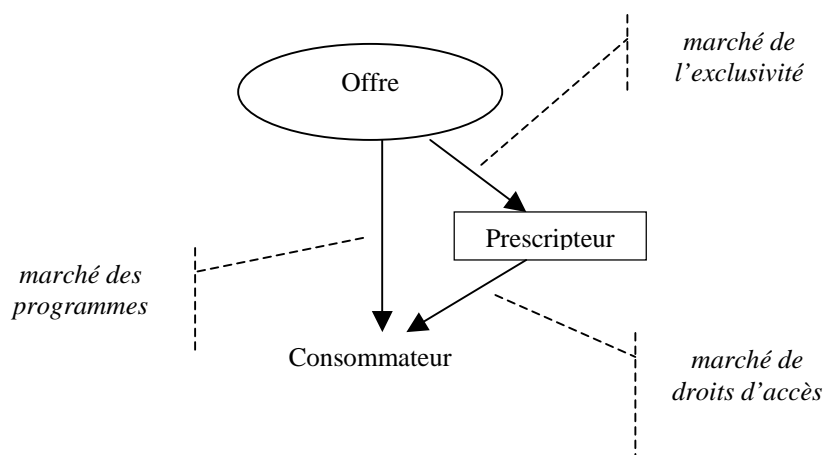 Offre
marché de
l'exclusivité
Prescripteur
marché des
programmes
Consommateur
marché de
droits d'accès